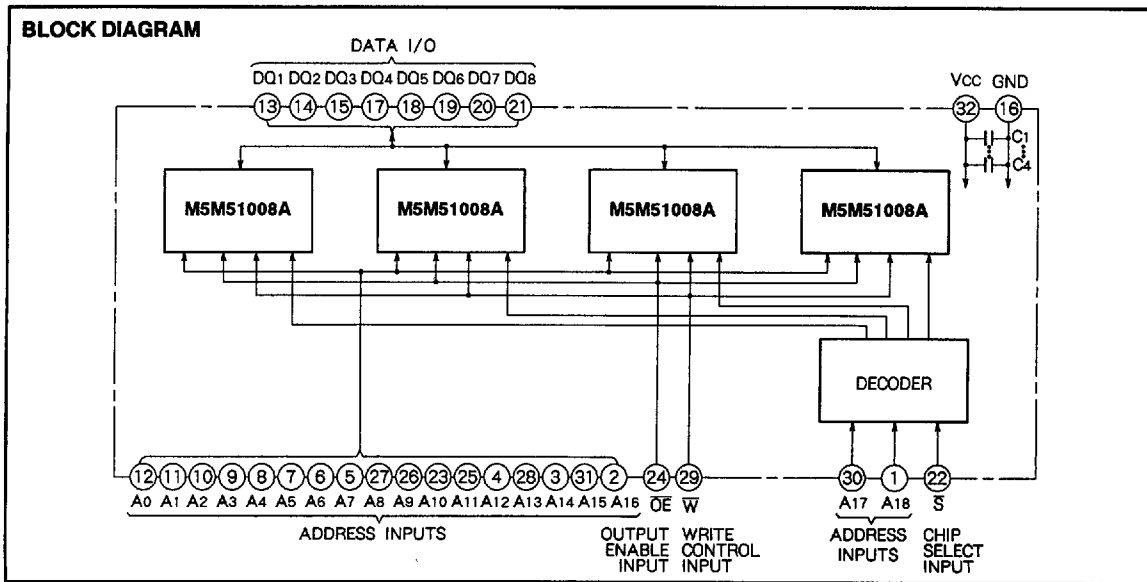 BLOCK DIAGRAM
DATA I/O
DQ1 DQ2 DQ3 DQ4 DQ5 DQ6 DQ7 DQ8
13 14 15 17 18 19 20 21
VCC GND
32 16
C1
C4
M5M51008A M5M51008A M5M51008A M5M51008A
DECODER
12 11 10 9 8 7 6 5 27 26 23 25 4 28 3 31 2 24 29 30 1 22
A0 A1 A2 A3 A4 A5 A6 A7 A8 A9 A10 A11 A12 A13 A14 A15 A16 O̅E̅ W̅ A17 A18 S̅
ADDRESS INPUTS
OUTPUT ENABLE INPUT
WRITE CONTROL INPUT
ADDRESS INPUTS
CHIP SELECT INPUT